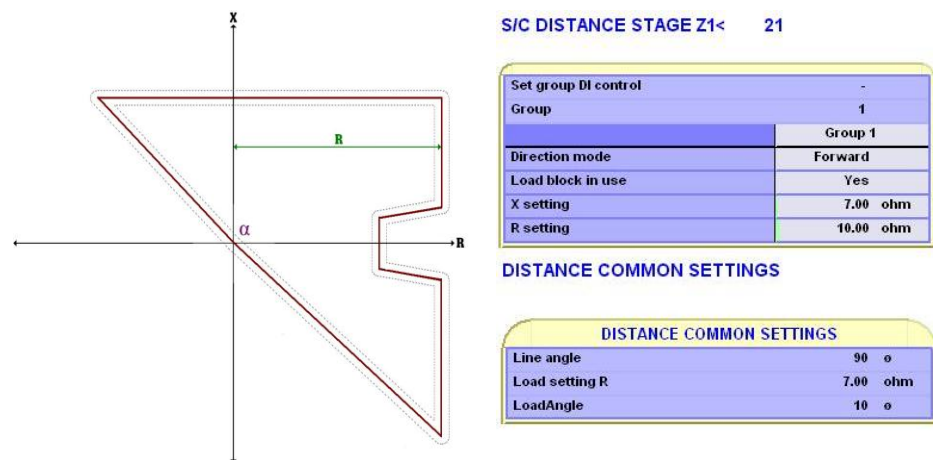 X
R
α
R
S/C DISTANCE STAGE Z1< 21
Set group DI control -
Group 1
Group 1
Direction mode Forward
Load block in use Yes
X setting 7.00 ohm
R setting 10.00 ohm
DISTANCE COMMON SETTINGS
DISTANCE COMMON SETTINGS
Line angle 90 ø
Load setting R 7.00 ohm
LoadAngle 10 ø